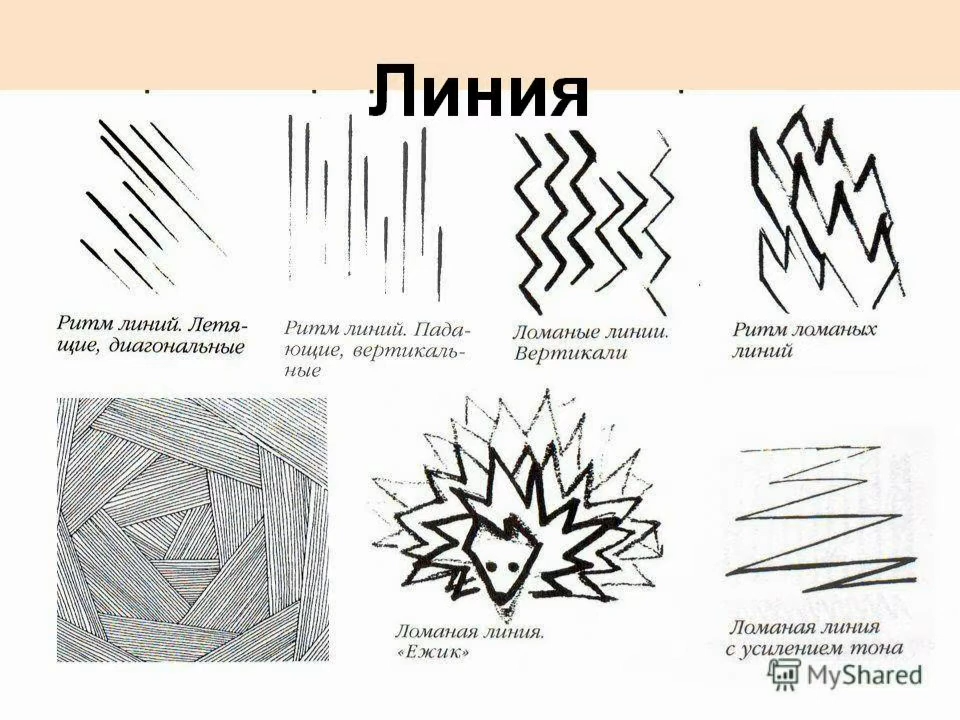 Линия
Ритм линий. Летя-
щие, диагональные
Ритм линий. Пада-
ющие, вертикаль-
ные
Ломаные линии.
Вертикали
Ритм ломаных
линий
Ломаная линия.
«Ежик»
Ломаная линия
с усилением тона
MyShared